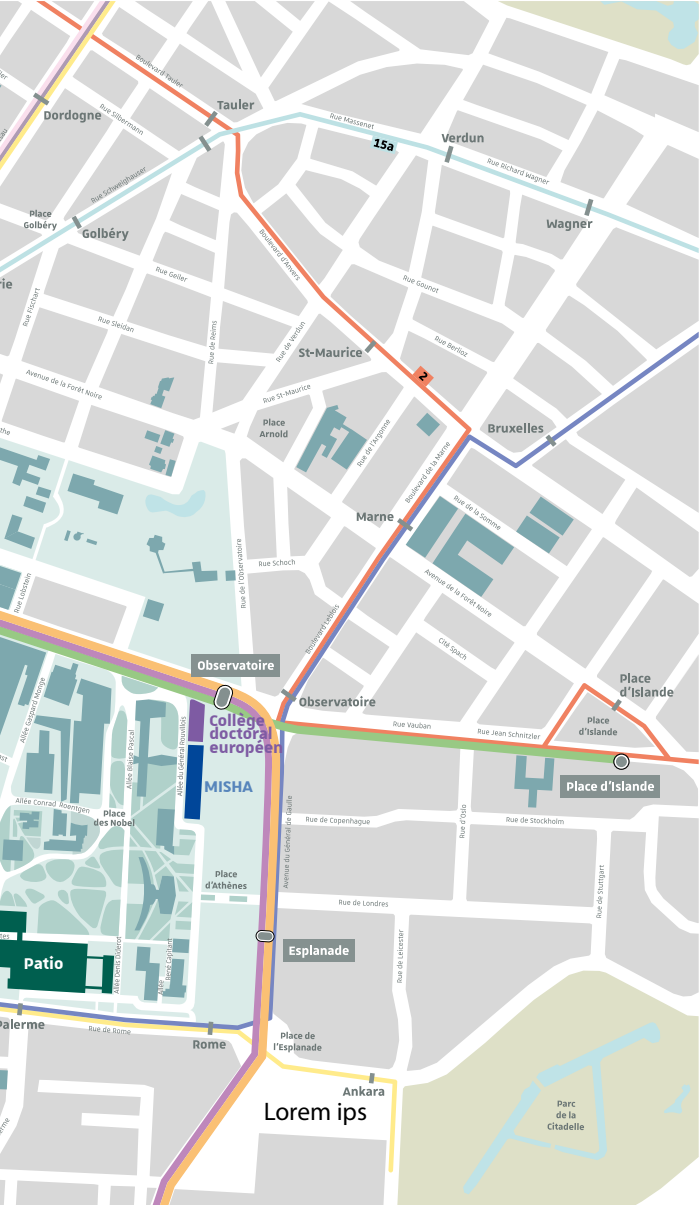 Boulevard Tauler
Tauler
Dordogne
Rue Silbermann
Rue Massenet
15a
Verdun
Rue Richard Wagner
Rue Schweighauser
Place
Golbéry
Golbéry
Wagner
Boulevard d'Anvers
Rue Geiler
Rue Gounot
rie
Rue Fischart
Rue Sleidan
Rue de Reims
Rue de Verdun
St-Maurice
Rue Berlioz
2
Avenue de la Forêt Noire
Rue St-Maurice
Place
Arnold
Rue de l'Argonne
Bruxelles
Boulevard de la Marne
Marne
Rue de la Somme
Rue de l'Observatoire
Rue Schoch
Avenue de la Forêt Noire
Rue Lobstein
Boulevard Leblois
Cité Spach
Observatoire
Observatoire
Place
d'Islande
Allée Gaspard Monge
Allée Blaise Pascal
Allée du Général Rouvillois
Collège
doctoral
européen
Rue Vauban
Rue Jean Schnitzler
Place
d'Islande
Place d'Islande
MISHA
Allée Conrad Roentgen
Place
des Nobel
Avenue du Général de Gaulle
Rue de Copenhague
Rue d'Oslo
Rue de Stockholm
Place
d'Athènes
Rue de Londres
Rue de Stuttgart
Esplanade
Rue de Leicester
Patio
Allée Denis Diderot
Allée
René Capitant
Palerme
Rue de Rome
Rome
Place de
l'Esplanade
Ankara
Lorem ips
Parc
de la
Citadelle